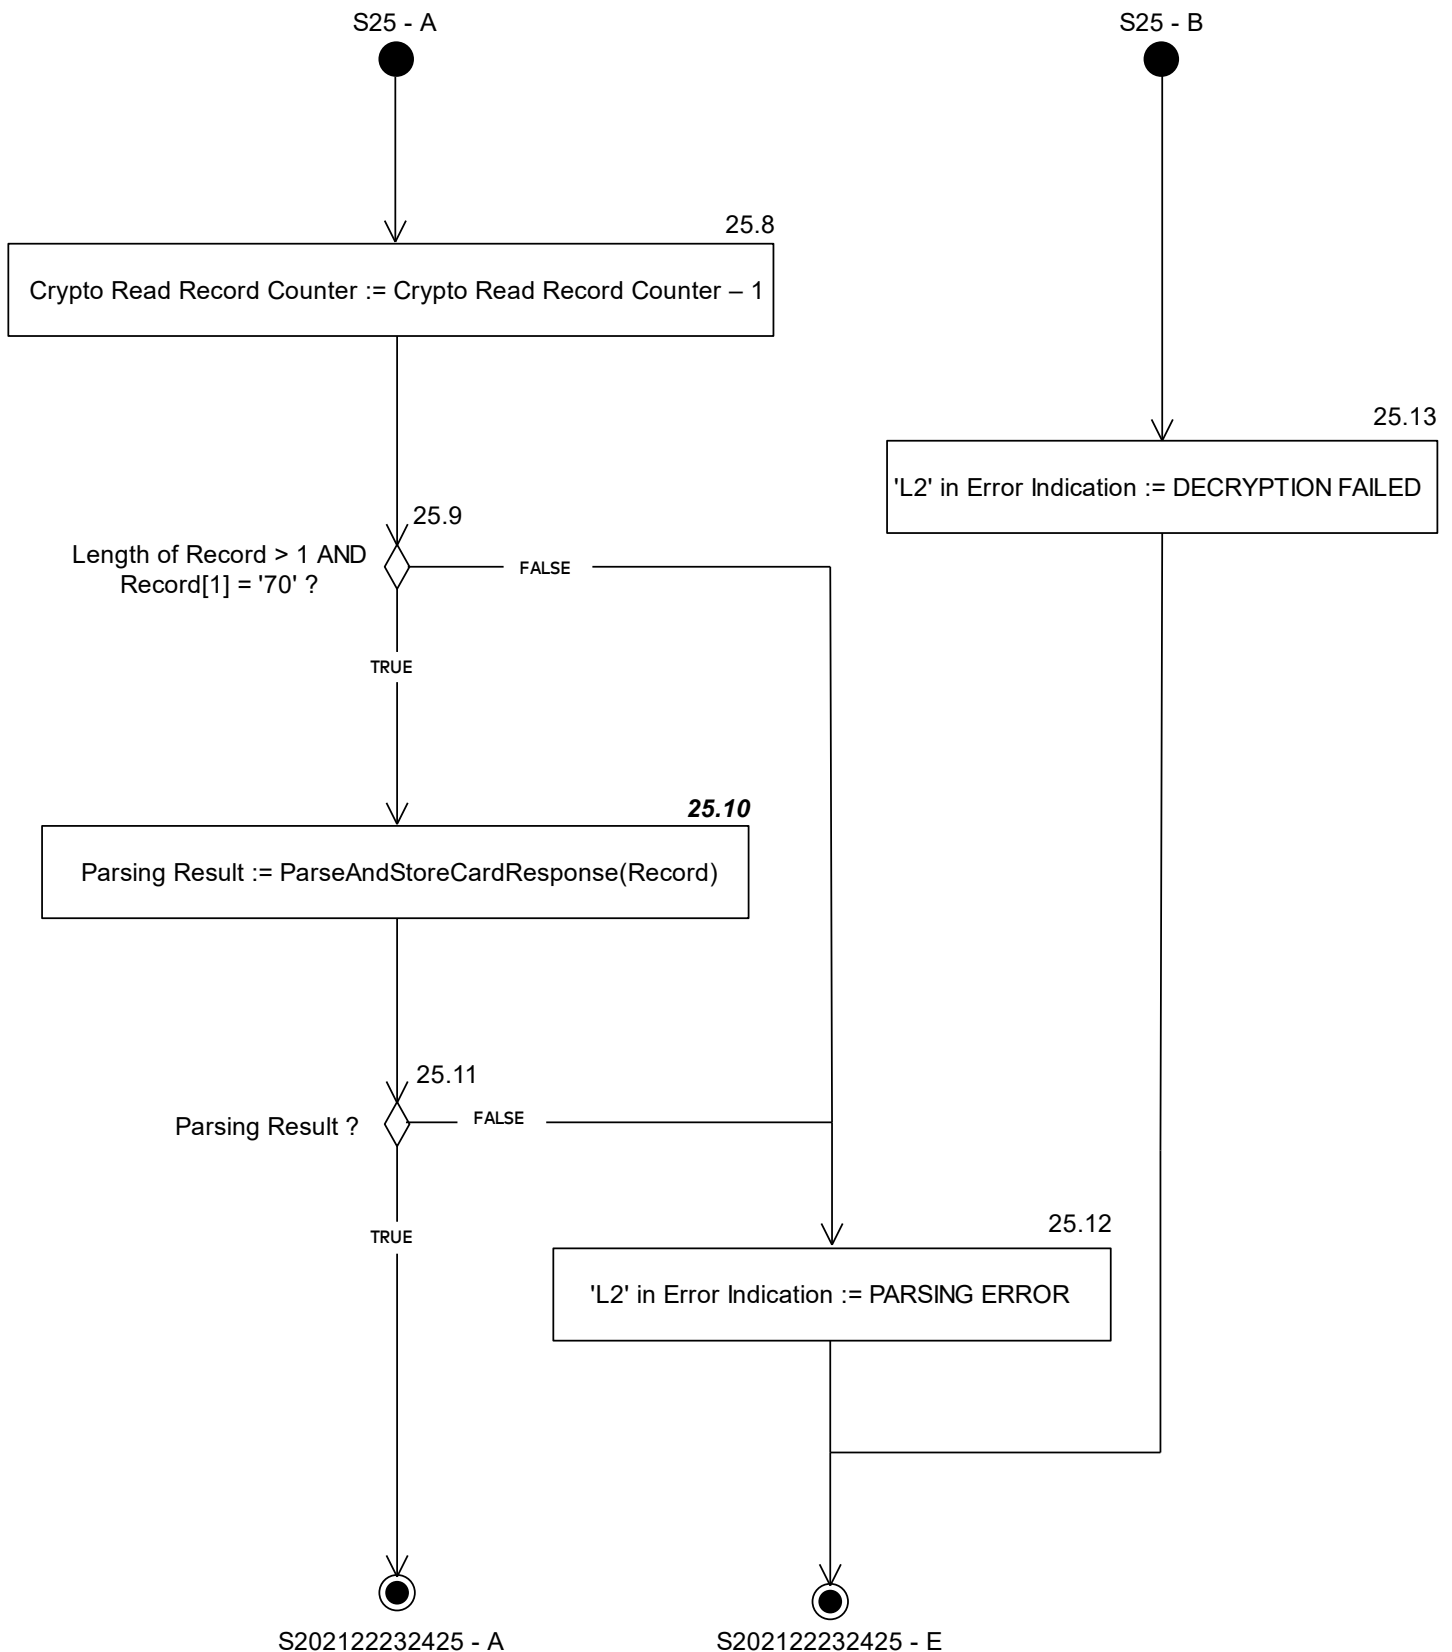 S25 - A
S25 - B
25.8
Crypto Read Record Counter := Crypto Read Record Counter – 1
25.13
'L2' in Error Indication := DECRYPTION FAILED
25.9
Length of Record > 1 AND
Record[1] = '70' ?
FALSE
TRUE
25.10
Parsing Result := ParseAndStoreCardResponse(Record)
25.11
Parsing Result ?
FALSE
TRUE
25.12
'L2' in Error Indication := PARSING ERROR
S202122232425 - A
S202122232425 - E